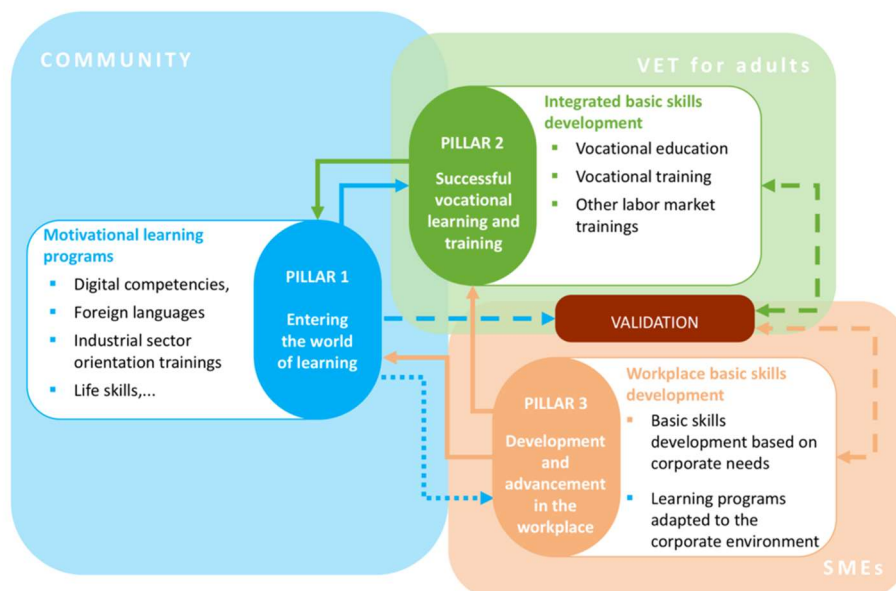 COMMUNITY
VET for adults
Integrated basic skills
development
▪ Vocational education
▪ Vocational training
▪ Other labor market
trainings
PILLAR 2
Successful
vocational
learning and
training
Motivational learning
programs
▪ Digital competencies,
▪ Foreign languages
▪ Industrial sector
orientation trainings
▪ Life skills,...
PILLAR 1
Entering
the world
of learning
VALIDATION
PILLAR 3
Development
and
advancement
in the
workplace
Workplace basic skills
development
▪ Basic skills
development based on
corporate needs
▪ Learning programs
adapted to the
corporate environment
SMEs